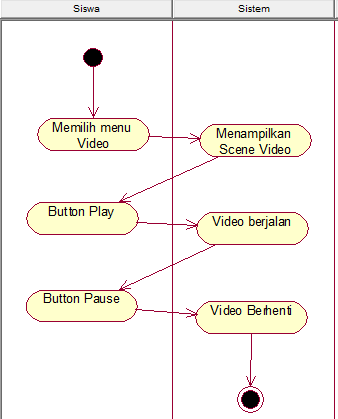 Siswa
Sistem
Memilih menu
Video
Menampilkan
Scene Video
Button Play
Video berjalan
Button Pause
Video Berhenti